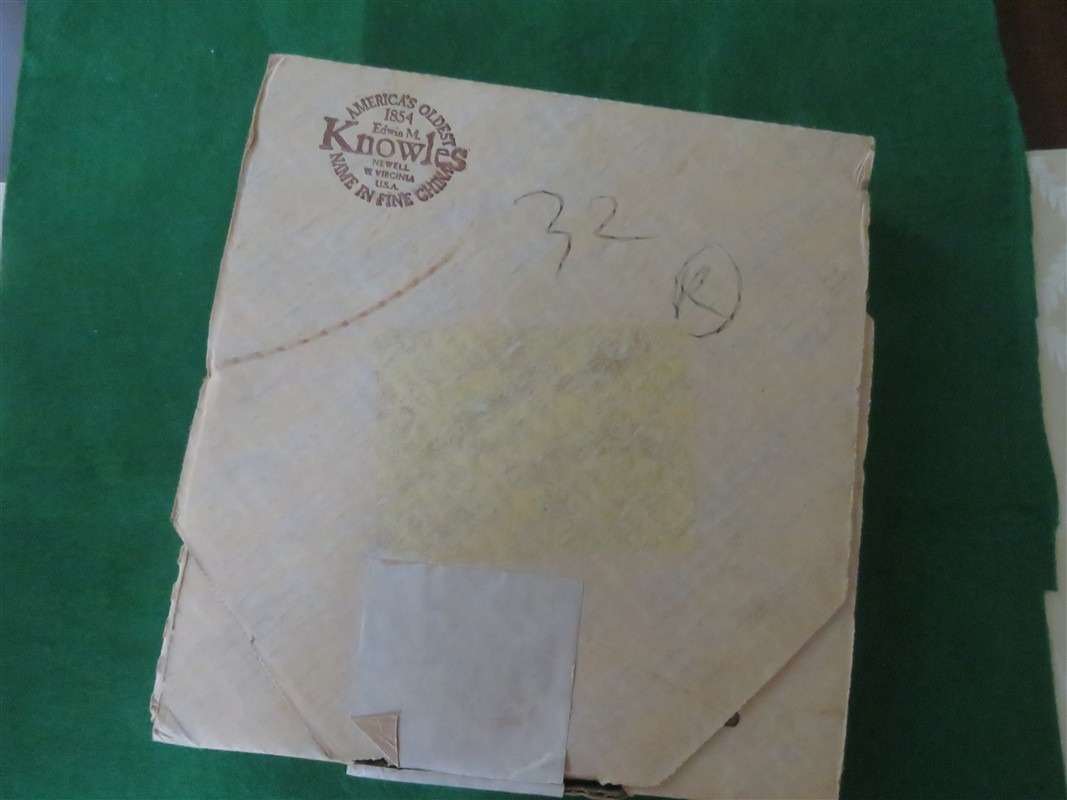 AMERICA'S OLDEST
1854
Edwin M.
Knowles
NEWELL
W. VIRGINIA
U.S.A.
NAME IN FINE CHINA
32
R